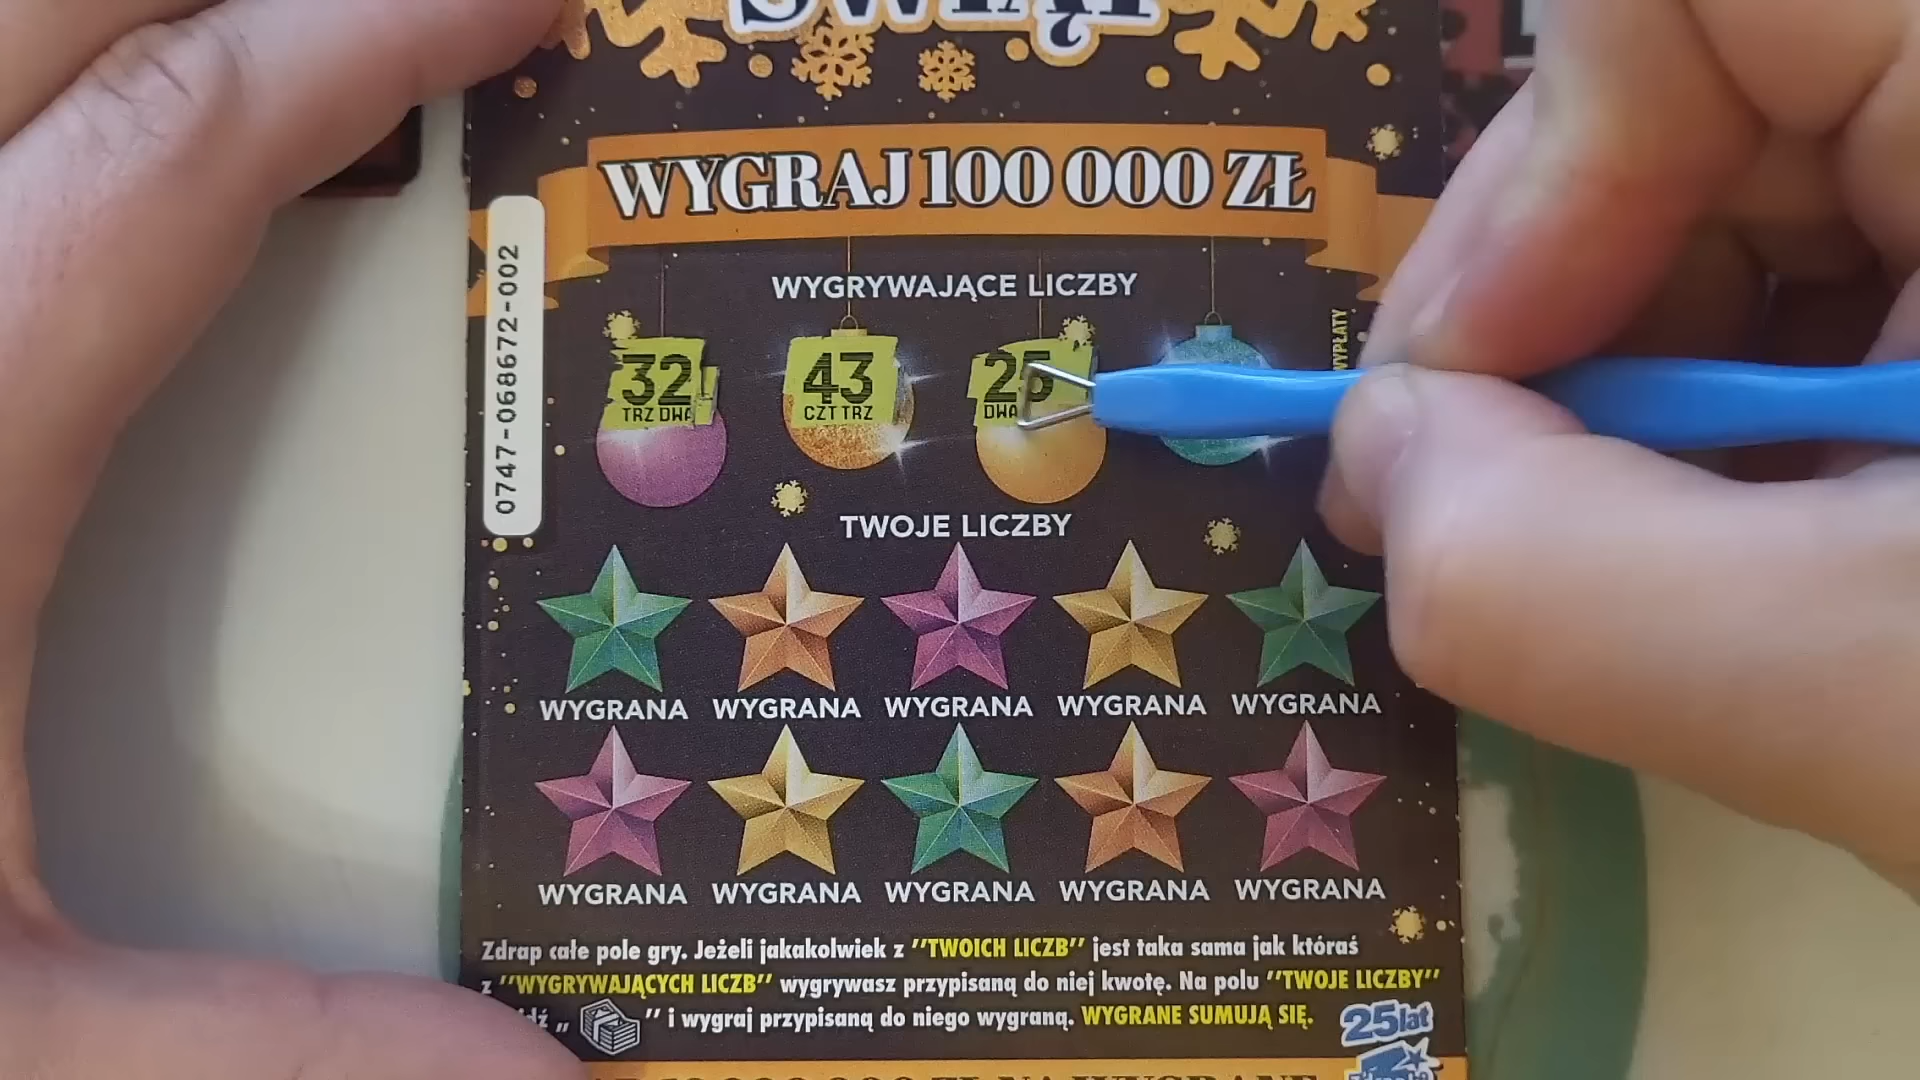 WYGRAJ 100 000 ZŁ
0747-068672-002
WYGRYWAJĄCE LICZBY
WYPŁATY
32 43 25
TRZ DWA CZT TRZ DWA
TWOJE LICZBY
WYGRANA WYGRANA WYGRANA WYGRANA WYGRANA
WYGRANA WYGRANA WYGRANA WYGRANA WYGRANA
Zdrap całe pole gry. Jeżeli jakakolwiek z ''TWOICH LICZB'' jest taka sama jak któraś
z ''WYGRYWAJĄCYCH LICZB'' wygrywasz przypisaną do niej kwotę. Na polu ''TWOJE LICZBY''
„ '' i wygraj przypisaną do niego wygraną. WYGRANE SUMUJĄ SIĘ.
25 lat